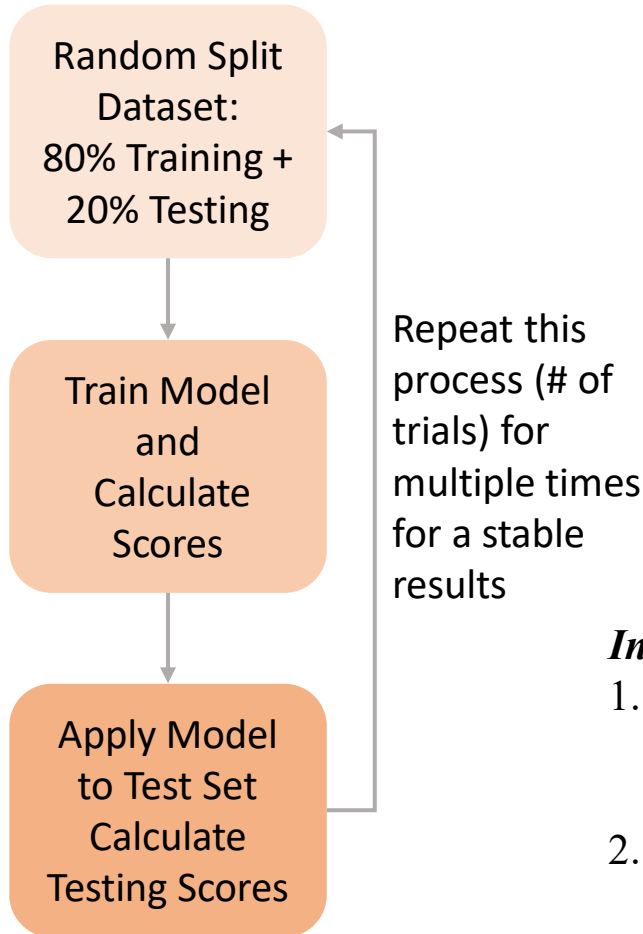 Random Split
Dataset:
80% Training +
20% Testing
Train Model
and
Calculate
Scores
Apply Model
to Test Set
Calculate
Testing Scores
Repeat this
process (# of
trials) for
multiple times
for a stable
results
In
1.
2.